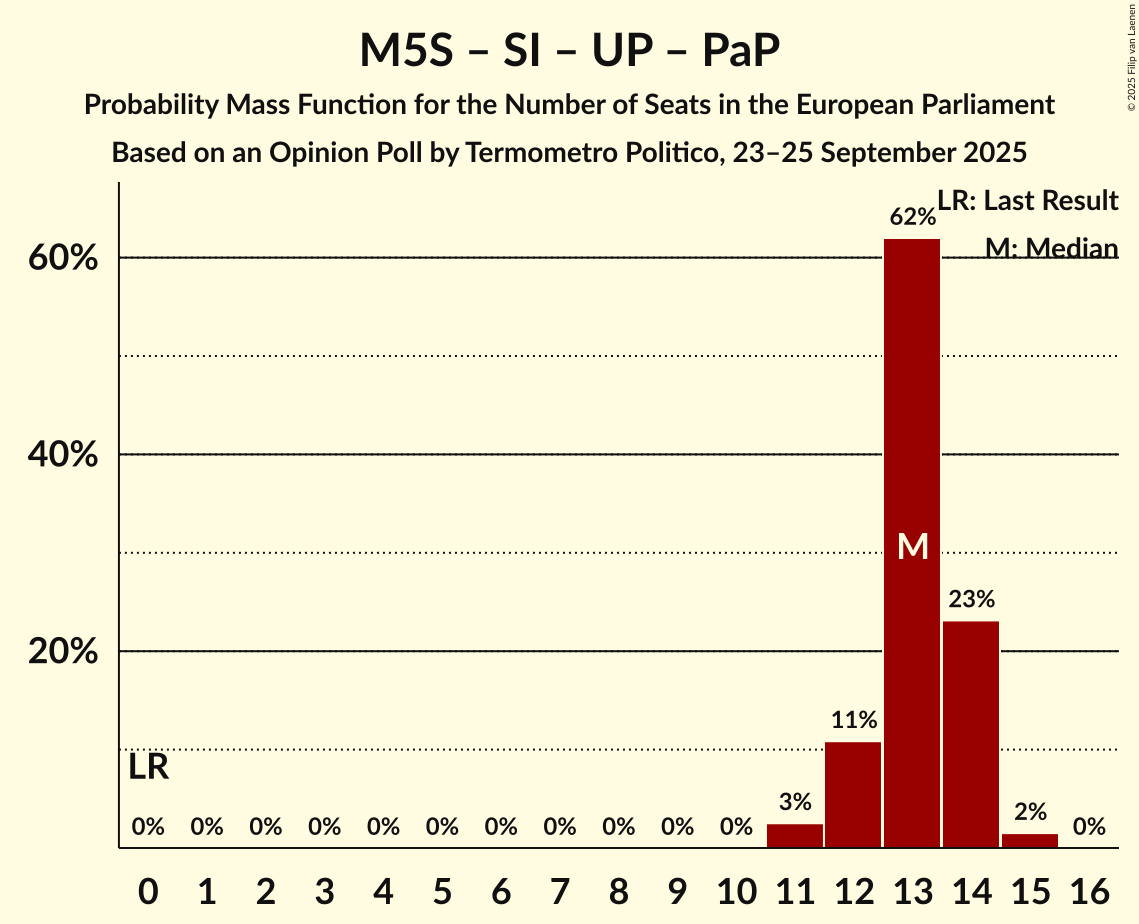 M5S – SI – UP – PaP
Probability Mass Function for the Number of Seats in the European Parliament
Based on an Opinion Poll by Termometro Politico, 23–25 September 2025
© 2025 Filip van Laenen
LR: Last Result
M: Median
60%
40%
20%
62%
M
23%
11%
LR
3%
2%
0% 0% 0% 0% 0% 0% 0% 0% 0% 0% 0% 0%
0 1 2 3 4 5 6 7 8 9 10 11 12 13 14 15 16